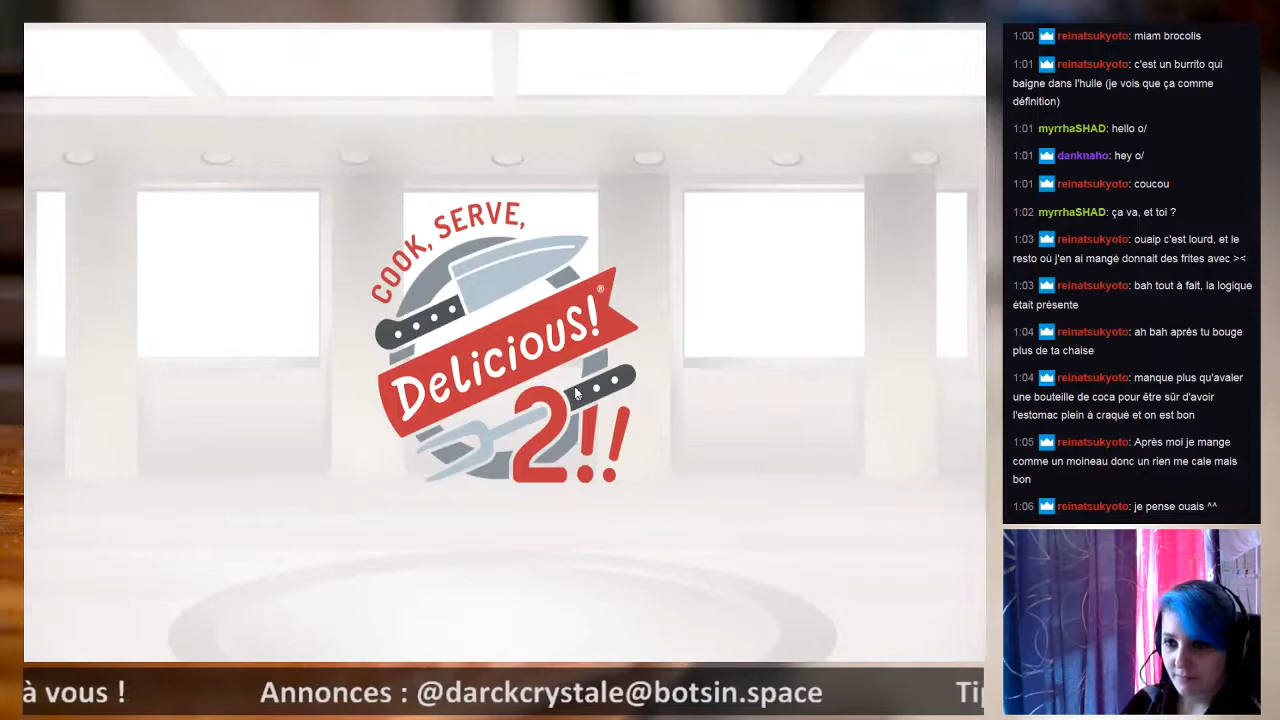 COOK, SERVE,
Delicious!®
2!!
1:00 reinatsukyoto: miam brocolis
1:01 reinatsukyoto: c'est un burrito qui
baigne dans l'huile (je vois que ça comme
définition)
1:01 myrrhaSHAD: hello o/
1:01 danknaho: hey o/
1:01 reinatsukyoto: coucou
1:02 myrrhaSHAD: ça va, et toi ?
1:03 reinatsukyoto: ouaip c'est lourd, et le
resto où j'en ai mangé donnait des frites avec ><
1:03 reinatsukyoto: bah tout à fait, la logique
était présente
1:04 reinatsukyoto: ah bah après tu bouge
plus de ta chaise
1:04 reinatsukyoto: manque plus qu'avaler
une bouteille de coca pour être sûr d'avoir
l'estomac plein à craqué et on est bon
1:05 reinatsukyoto: Après moi je mange
comme un moineau donc un rien me cale mais
bon
1:06 reinatsukyoto: je pense ouais ^^
à vous ! Annonces : @darckcrystale@botsin.space Tip